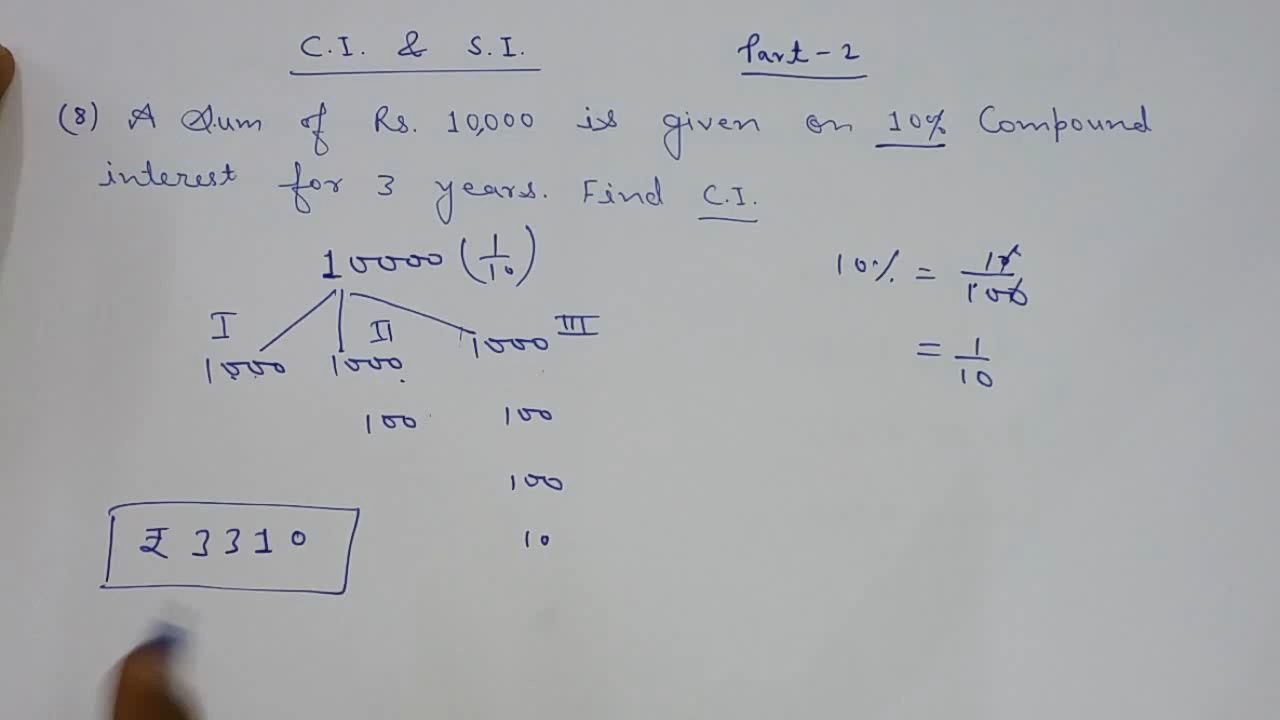 C.I. & S.I. Part-2
(8) A Sum of Rs. 10,000 is given on 10% Compound
interest for 3 years. Find C.I.
10000 (1/10) 10% = 10/100
I II III
1000 1000 1000 = 1/10
100 100
100
₹ 3310 10